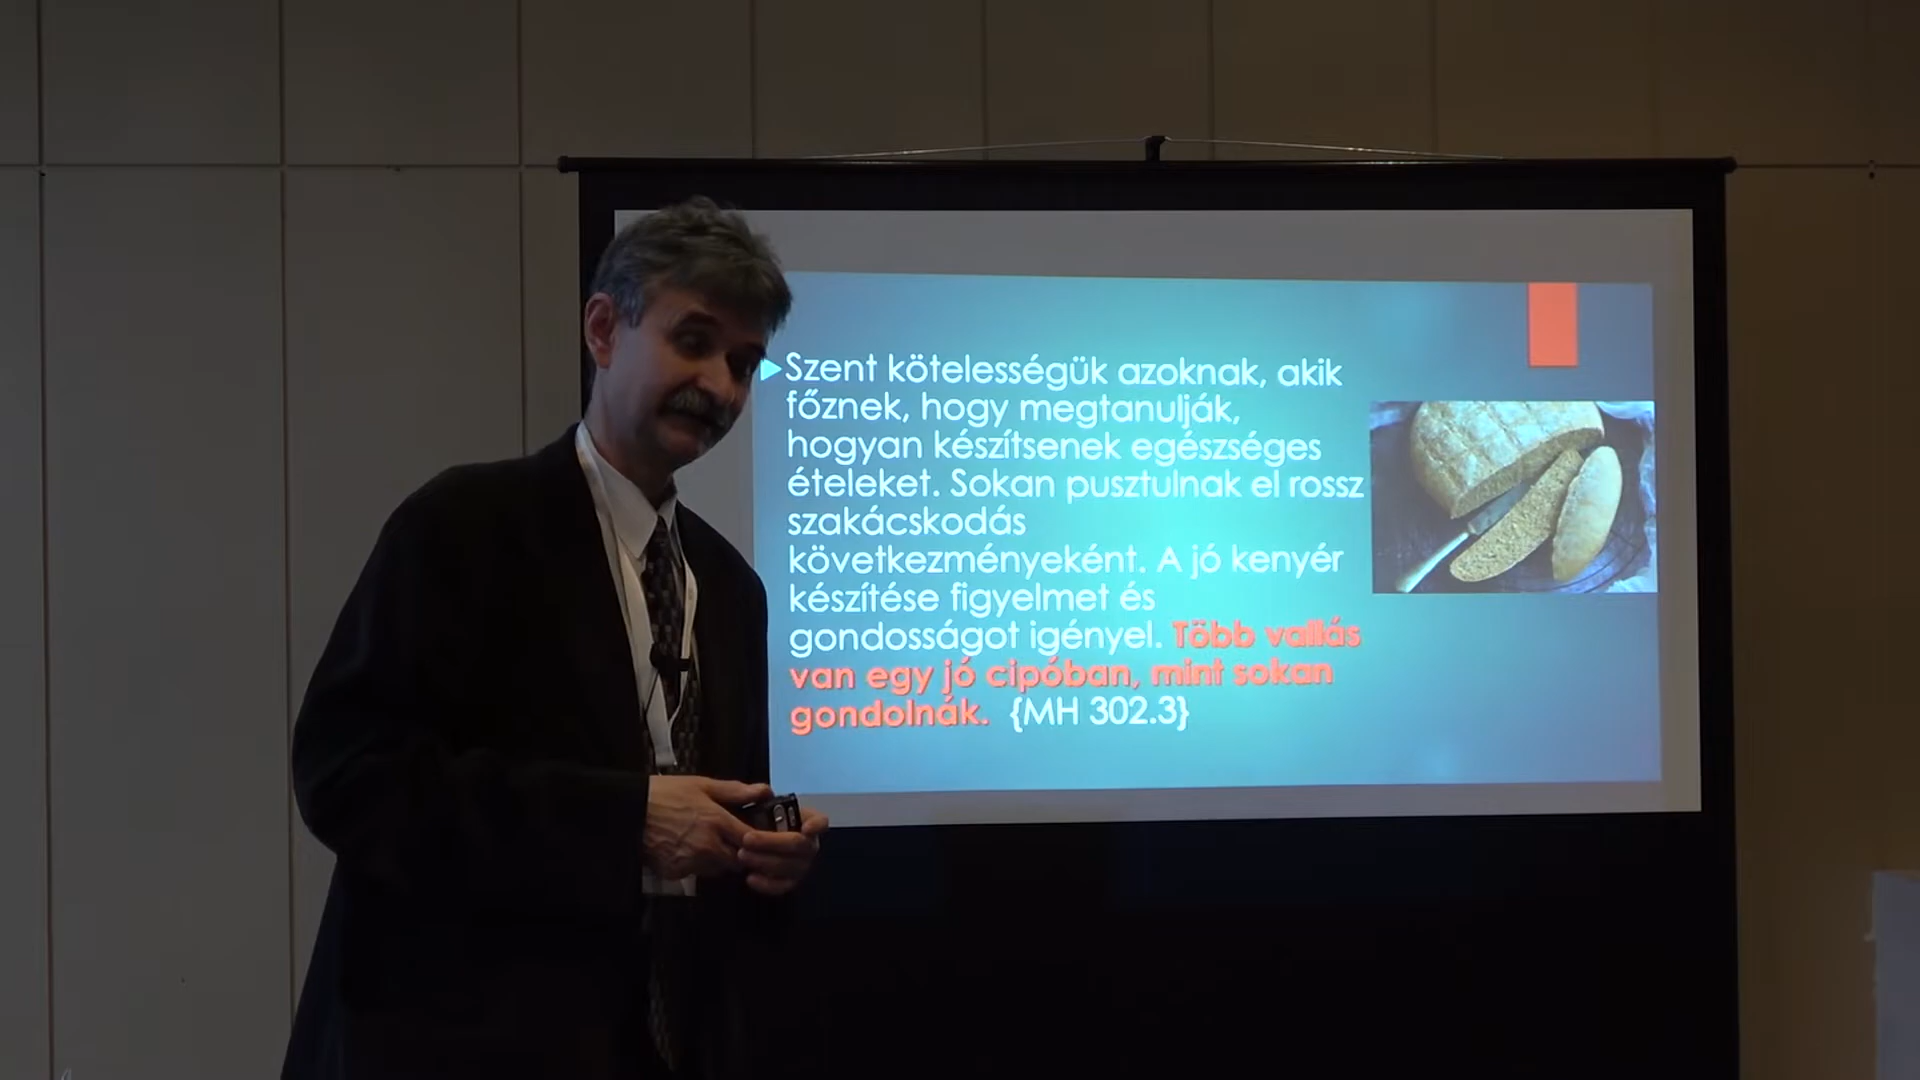 Szent kötelességük azoknak, akik
főznek, hogy megtanulják,
hogyan készítsenek egészséges
ételeket. Sokan pusztulnak el rossz
szakácskodás
következményeként. A jó kenyér
készítése figyelmet és
gondosságot igényel. Több vallás
van egy jó cipóban, mint sokan
gondolnák. {MH 302.3}